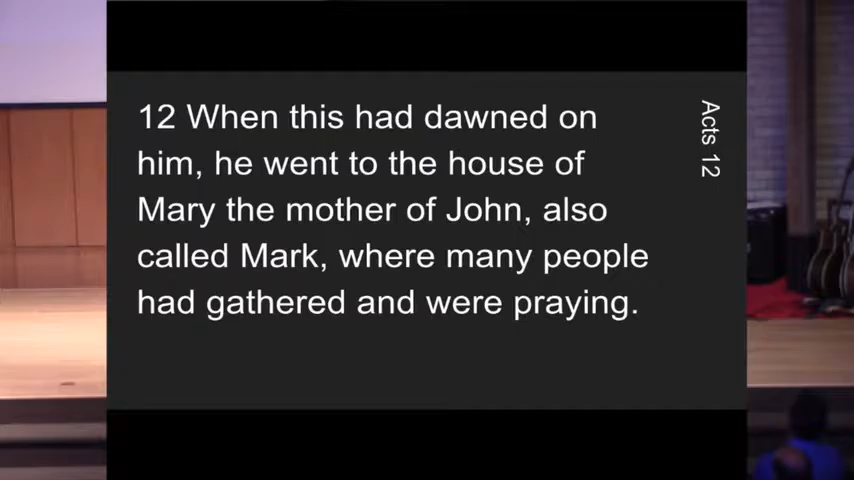 12 When this had dawned on
him, he went to the house of
Mary the mother of John, also
called Mark, where many people
had gathered and were praying.
Acts 12